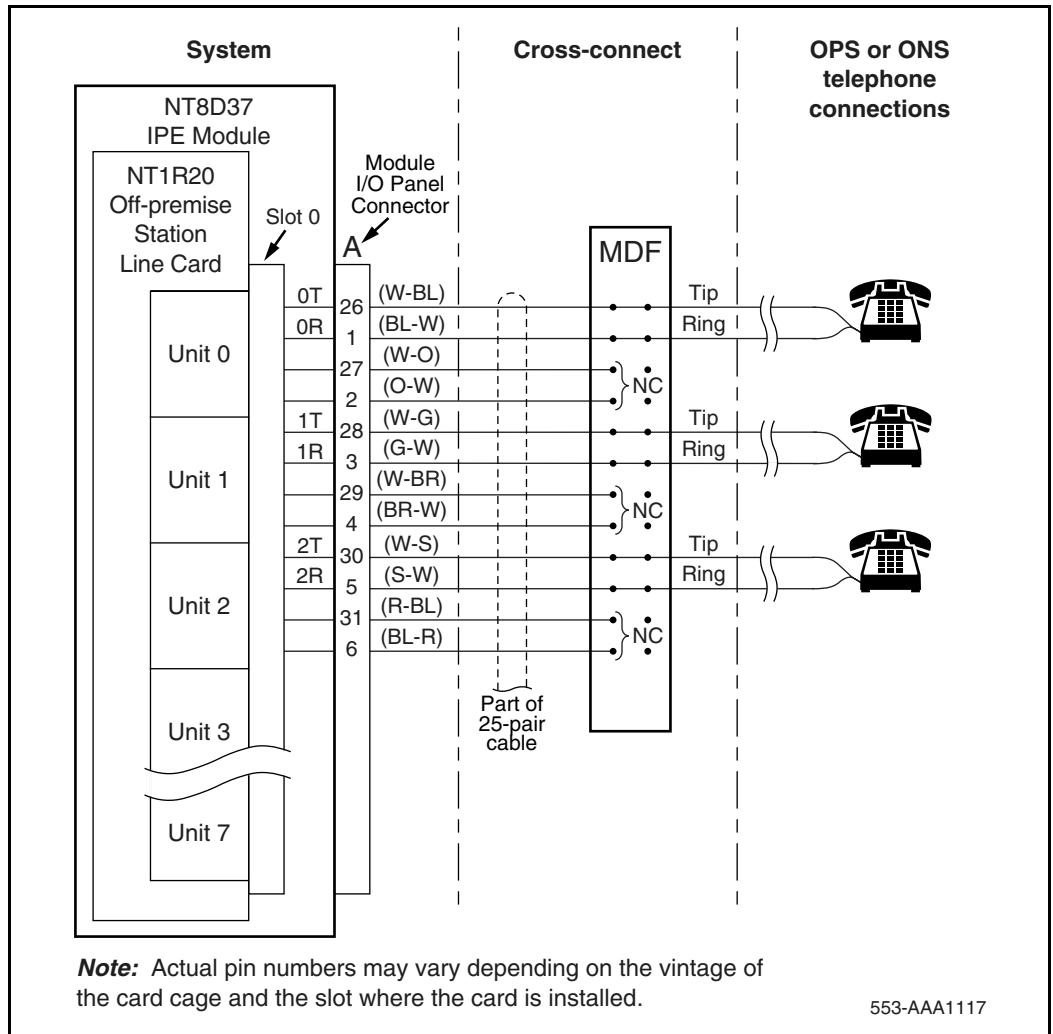 System
Cross-connect
OPS or ONS
telephone
connections
NT8D37
IPE Module
NT1R20
Off-premise
Station
Line Card
Slot 0
Module
I/O Panel
Connector
A
MDF
Unit 0
Unit 1
Unit 2
Unit 3
Unit 7
0T 26 (W-BL) Tip
0R 1 (BL-W) Ring
27 (W-O)
2 (O-W) NC
1T 28 (W-G) Tip
1R 3 (G-W) Ring
29 (W-BR)
4 (BR-W) NC
2T 30 (W-S) Tip
2R 5 (S-W) Ring
31 (R-BL)
6 (BL-R) NC
Part of
25-pair
cable
Note: Actual pin numbers may vary depending on the vintage of
the card cage and the slot where the card is installed.
553-AAA1117